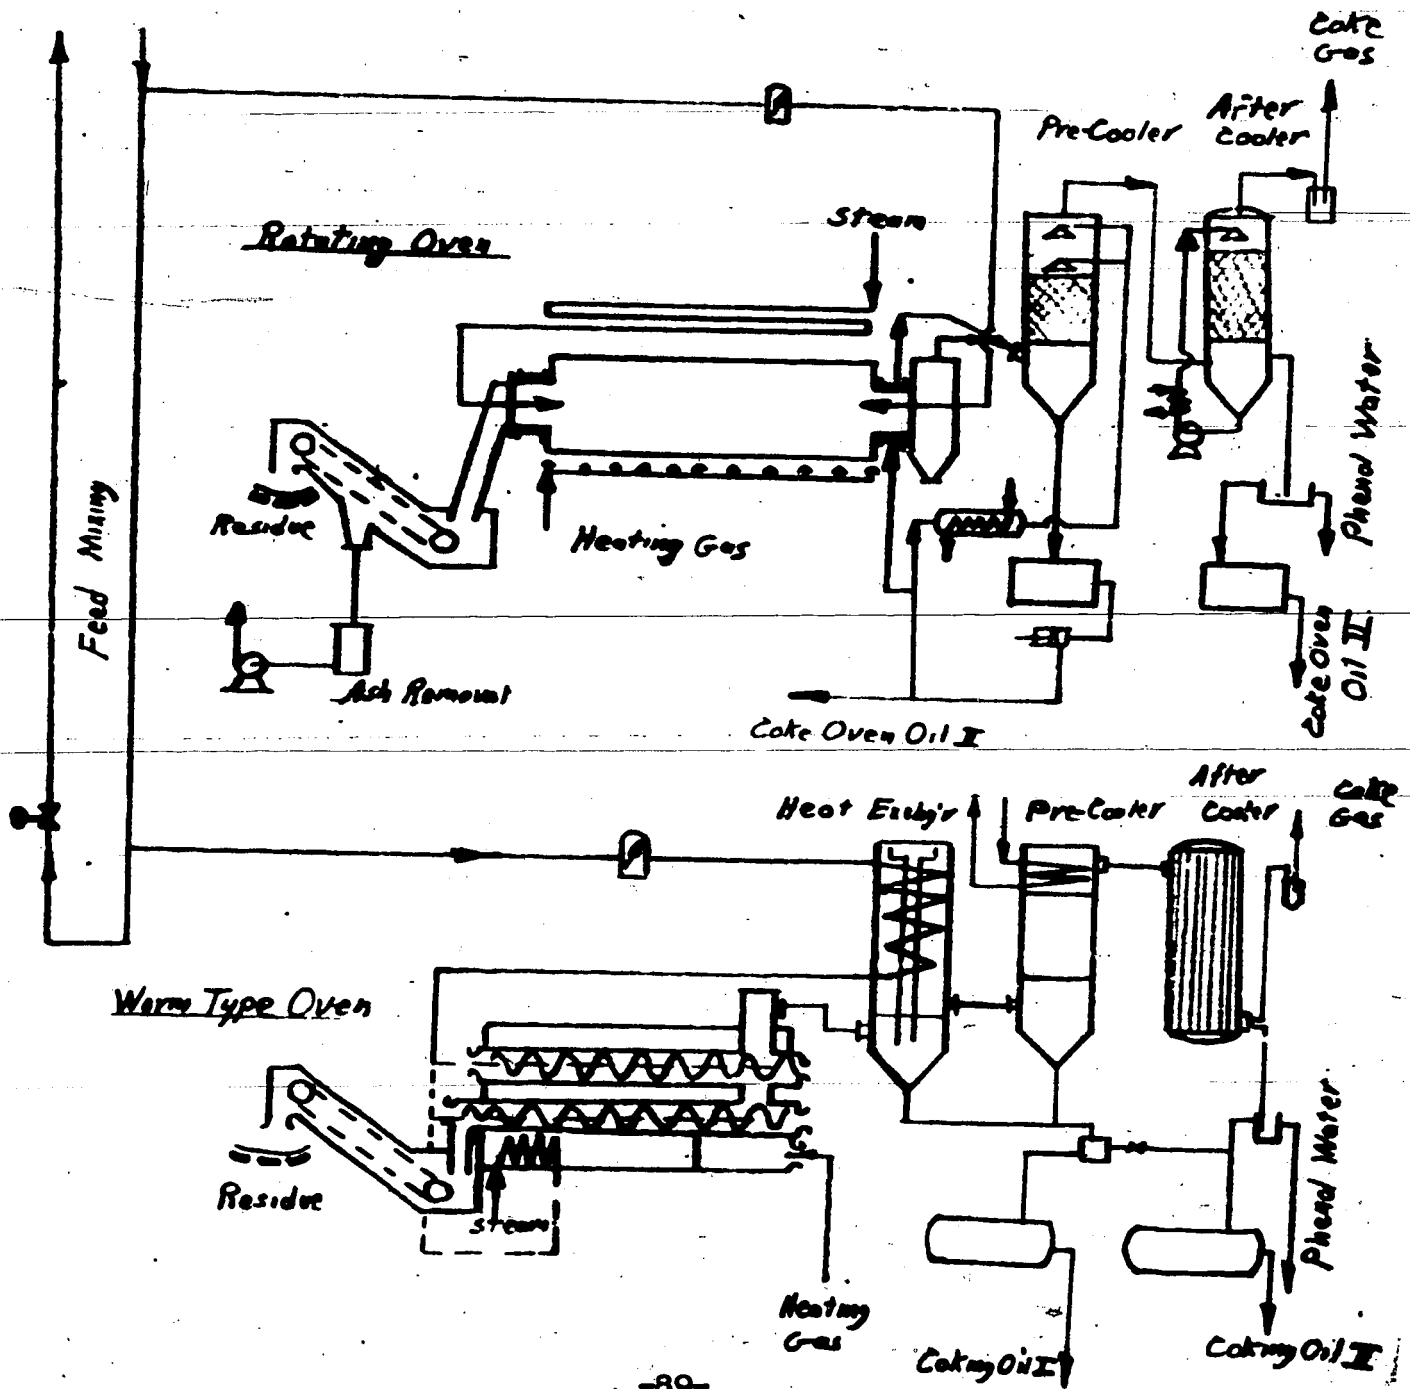 Coke
Gas
After
Cooler
Pre-Cooler
Steam
Rotating Oven
Phenol Water
Residue
Heating Gas
Feed Mixing
Ash Removal
Coke Oven
Oil II
Coke Oven Oil II
Heat Exchg'r
Pre-Cooler
After
Cooler
Coke
Gas
Worm Type Oven
Residue
Steam
Phenol Water
Heating
Gas
Coking Oil I
Coking Oil II
-89-